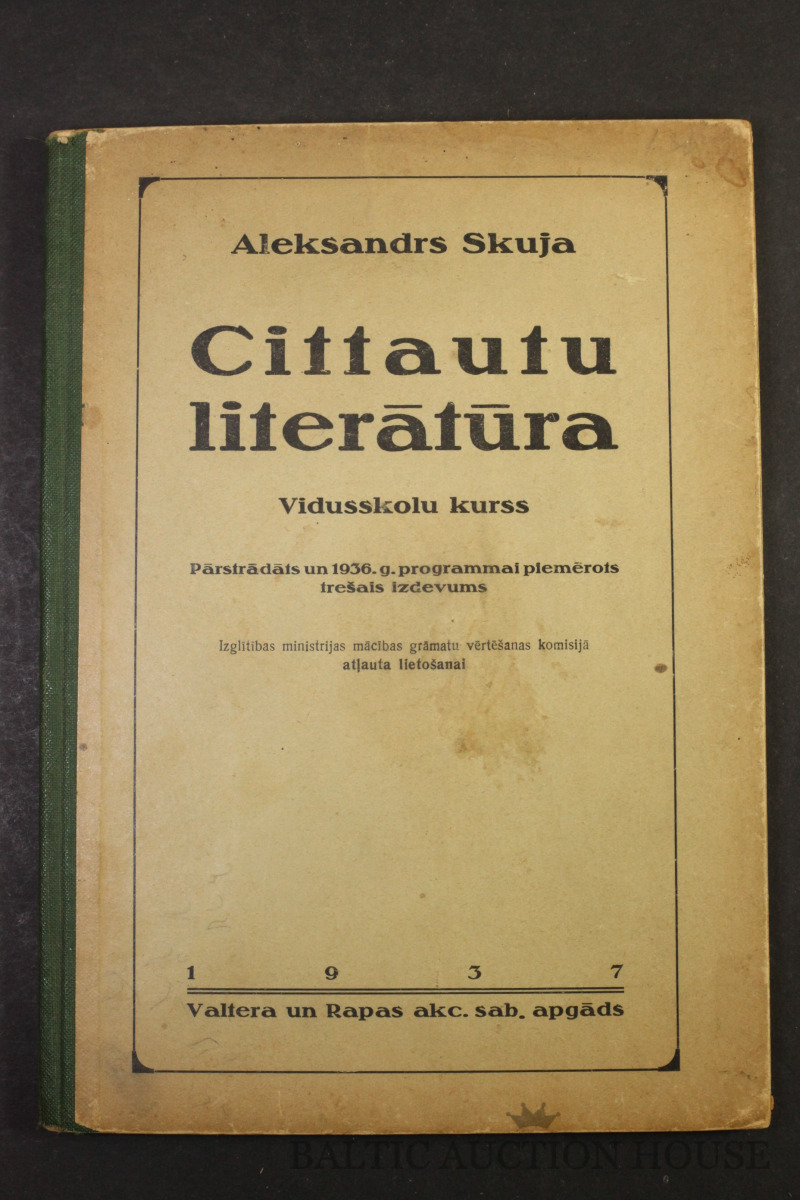 Aleksandrs Skuja
Cittautu
literātūra
Vidusskolu kurss
Pārstrādāts un 1936. g. programmai piemērots
trešais izdevums
Izglītības ministrijas mācības grāmatu vērtēšanas komisijā
atļauta lietošanai
1 9 3 7
Valtera un Rapas akc. sab. apgāds
BALTIC AUCTION HOUSE